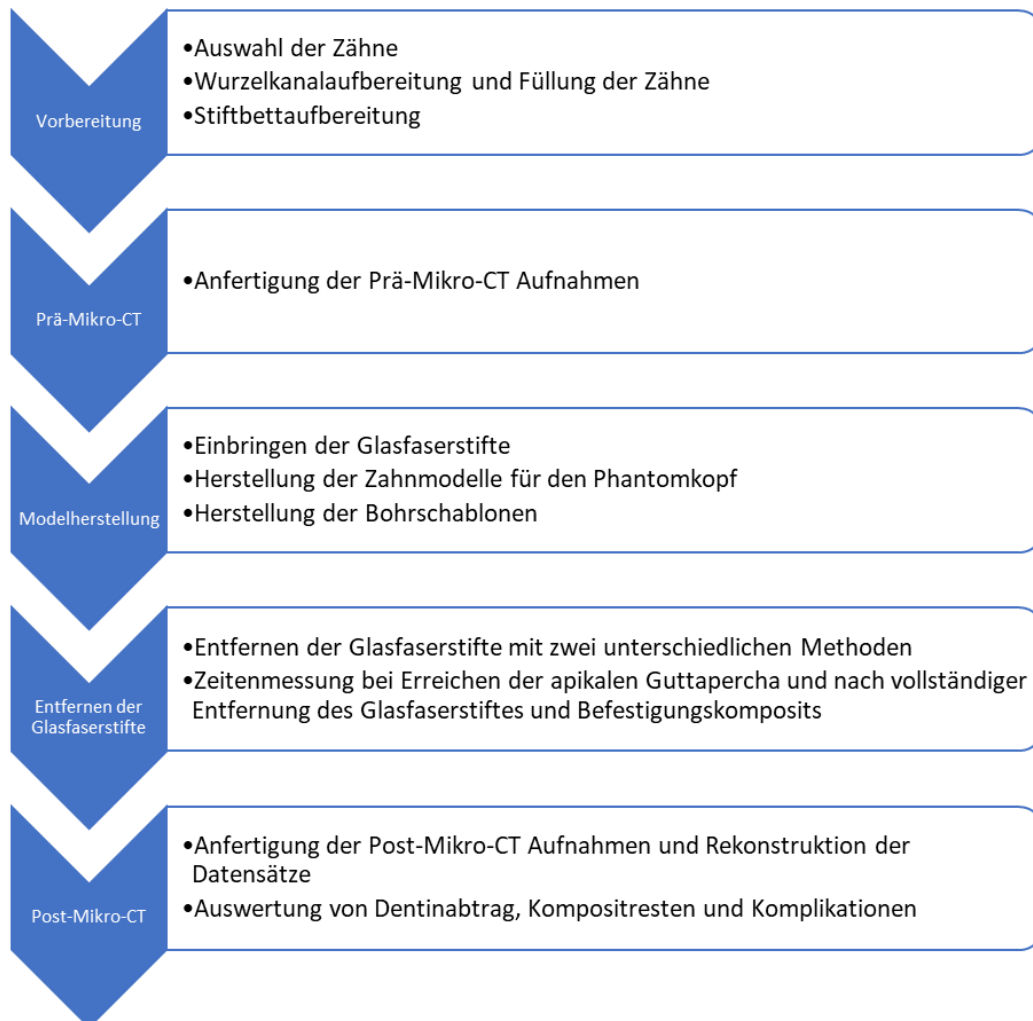 Vorbereitung
•Auswahl der Zähne
•Wurzelkanalaufbereitung und Füllung der Zähne
•Stiftbettaufbereitung
Prä-Mikro-CT
•Anfertigung der Prä-Mikro-CT Aufnahmen
Modelherstellung
•Einbringen der Glasfaserstifte
•Herstellung der Zahnmodelle für den Phantomkopf
•Herstellung der Bohrschablonen
Entfernen der
Glasfaserstifte
•Entfernen der Glasfaserstifte mit zwei unterschiedlichen Methoden
•Zeitenmessung bei Erreichen der apikalen Guttapercha und nach vollständiger
Entfernung des Glasfaserstiftes und Befestigungskomposits
Post-Mikro-CT
•Anfertigung der Post-Mikro-CT Aufnahmen und Rekonstruktion der
Datensätze
•Auswertung von Dentinabtrag, Kompositresten und Komplikationen